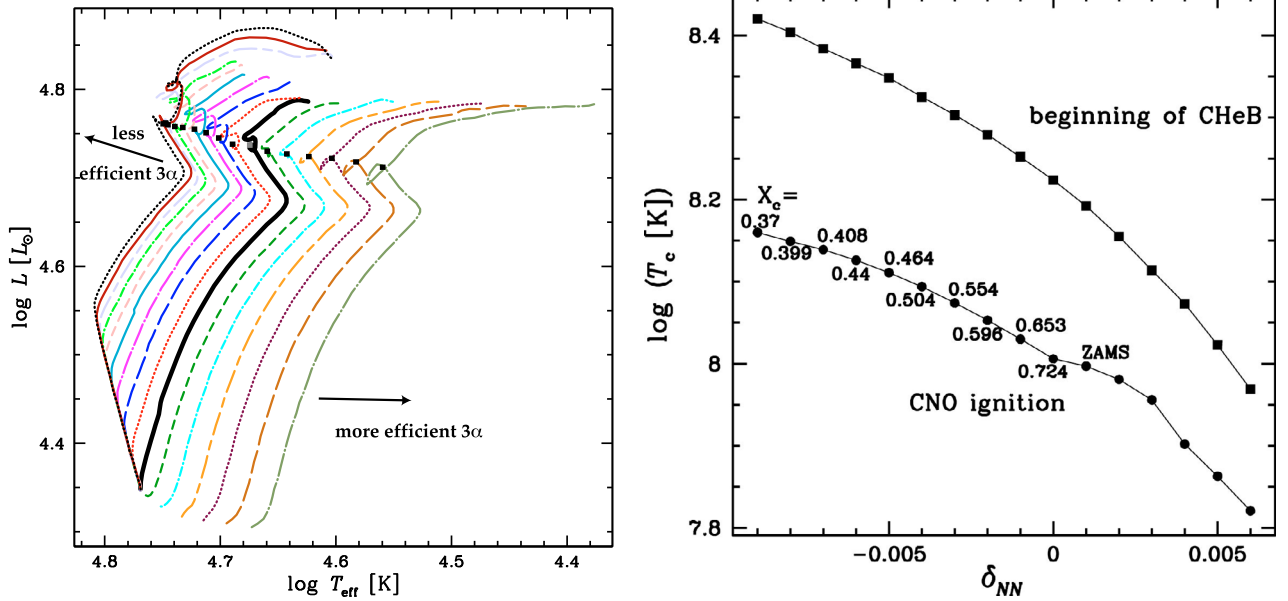 4.8
4.6
4.4
log L [L⊙]
less
efficient 3α
more efficient 3α
4.8
4.7
4.6
4.5
4.4
log Teff [K]
8.4
8.2
8
7.8
log (Tc [K])
beginning of CHeB
Xc=
0.37
0.399
0.408
0.44
0.464
0.504
0.554
0.596
0.653
0.724
ZAMS
CNO ignition
−0.005
0
0.005
δNN